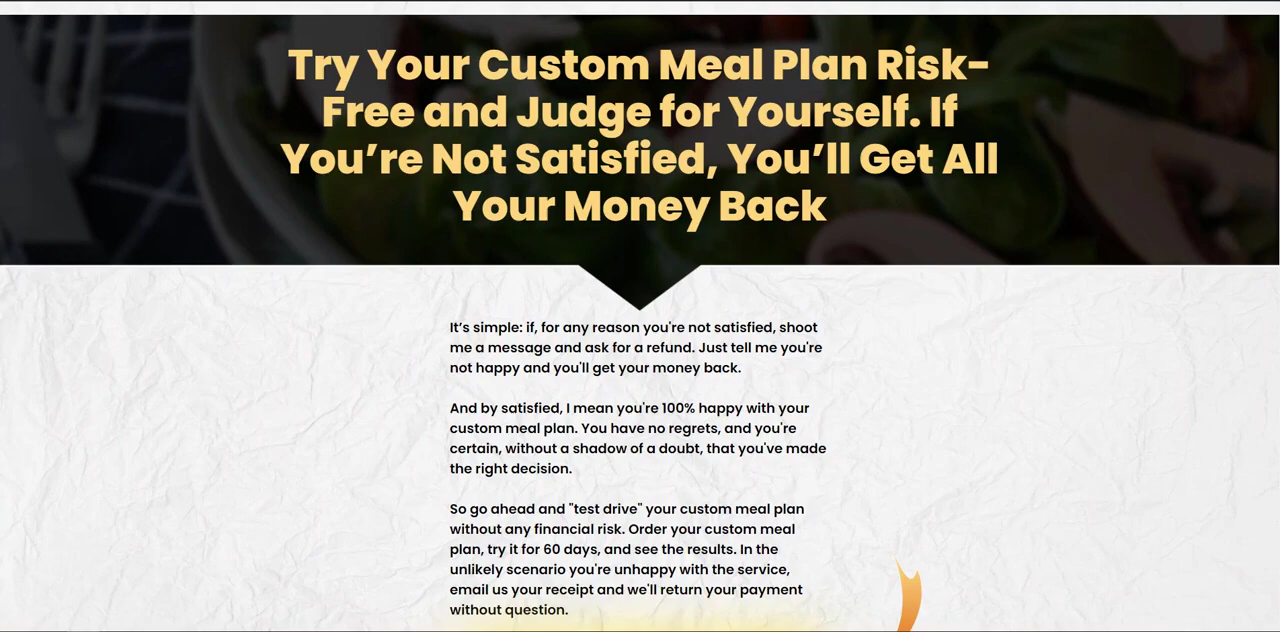 Try Your Custom Meal Plan Risk-
Free and Judge for Yourself. If
You’re Not Satisfied, You’ll Get All
Your Money Back
It’s simple: if, for any reason you're not satisfied, shoot
me a message and ask for a refund. Just tell me you're
not happy and you'll get your money back.
And by satisfied, I mean you're 100% happy with your
custom meal plan. You have no regrets, and you're
certain, without a shadow of a doubt, that you've made
the right decision.
So go ahead and "test drive" your custom meal plan
without any financial risk. Order your custom meal
plan, try it for 60 days, and see the results. In the
unlikely scenario you're unhappy with the service,
email us your receipt and we'll return your payment
without question.